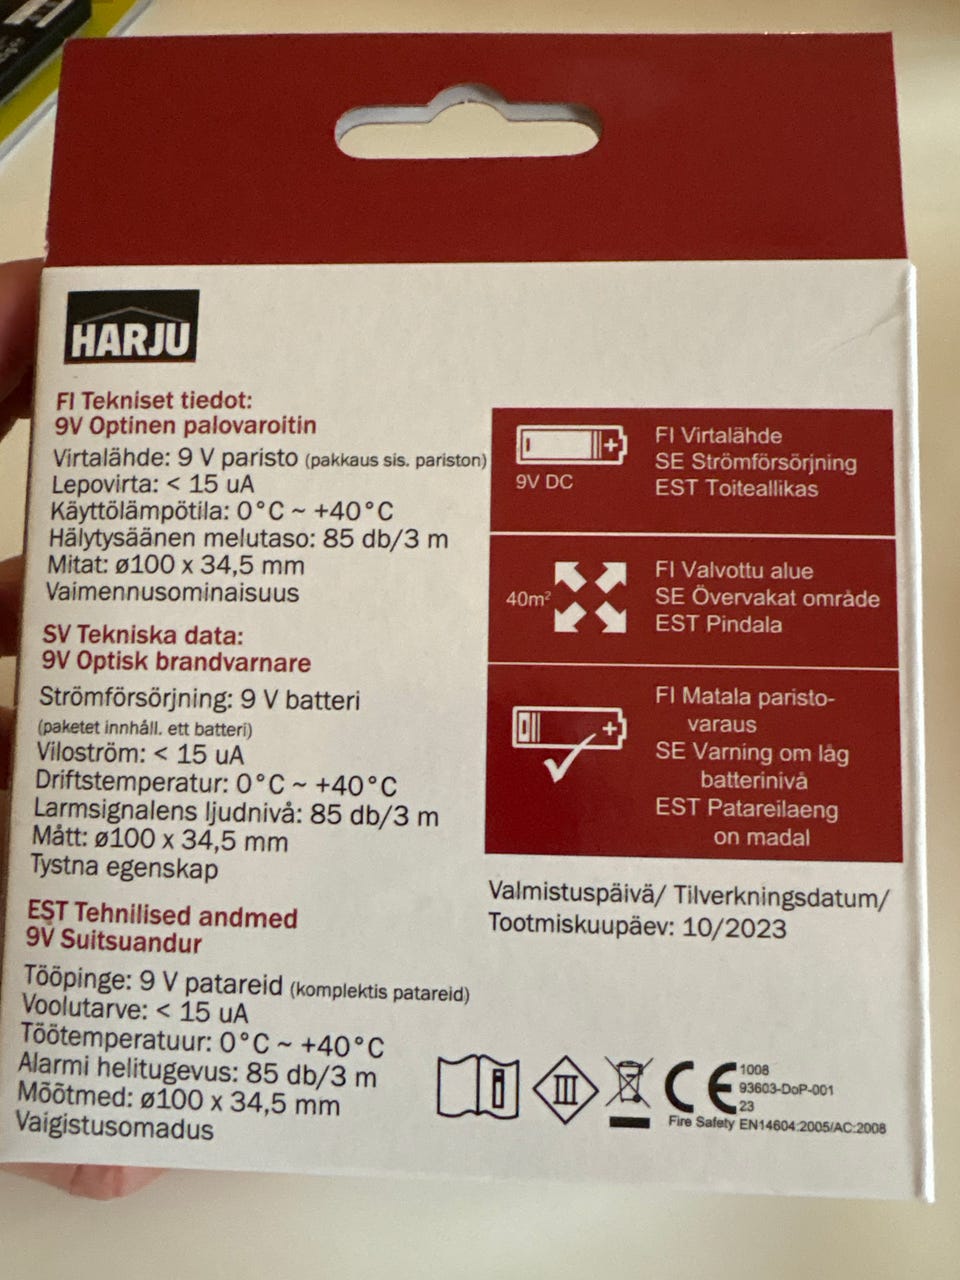 HARJU
FI Tekniset tiedot:
9V Optinen palovaroitin
Virtalähde: 9 V paristo (pakkaus sis. pariston)
Lepovirta: < 15 uA
Käyttölämpötila: 0°C ~ +40°C
Hälytysäänen melutaso: 85 db/3 m
Mitat: ø100 x 34,5 mm
Vaimennusominaisuus
SV Tekniska data:
9V Optisk brandvarnare
Strömförsörjning: 9 V batteri
(paketet innhåll. ett batteri)
Viloström: < 15 uA
Driftstemperatur: 0°C ~ +40°C
Larmsignalens ljudnivå: 85 db/3 m
Mått: ø100 x 34,5 mm
Tystna egenskap
EST Tehnilised andmed
9V Suitsuandur
Tööpinge: 9 V patareid (komplektis patareid)
Voolutarve: < 15 uA
Töötemperatuur: 0°C ~ +40°C
Alarmi helitugevus: 85 db/3 m
Mõõtmed: ø100 x 34,5 mm
Vaigistusomadus
9V DC
FI Virtalähde
SE Strömförsörjning
EST Toiteallikas
40m²
FI Valvottu alue
SE Övervakat område
EST Pindala
FI Matala paristo-
varaus
SE Varning om låg
batterinivå
EST Patareilaeng
on madal
Valmistuspäivä/ Tilverkningsdatum/
Tootmiskuupäev: 10/2023
III
CE
1008
93603-DoP-001
23
Fire Safety EN14604:2005/AC:2008